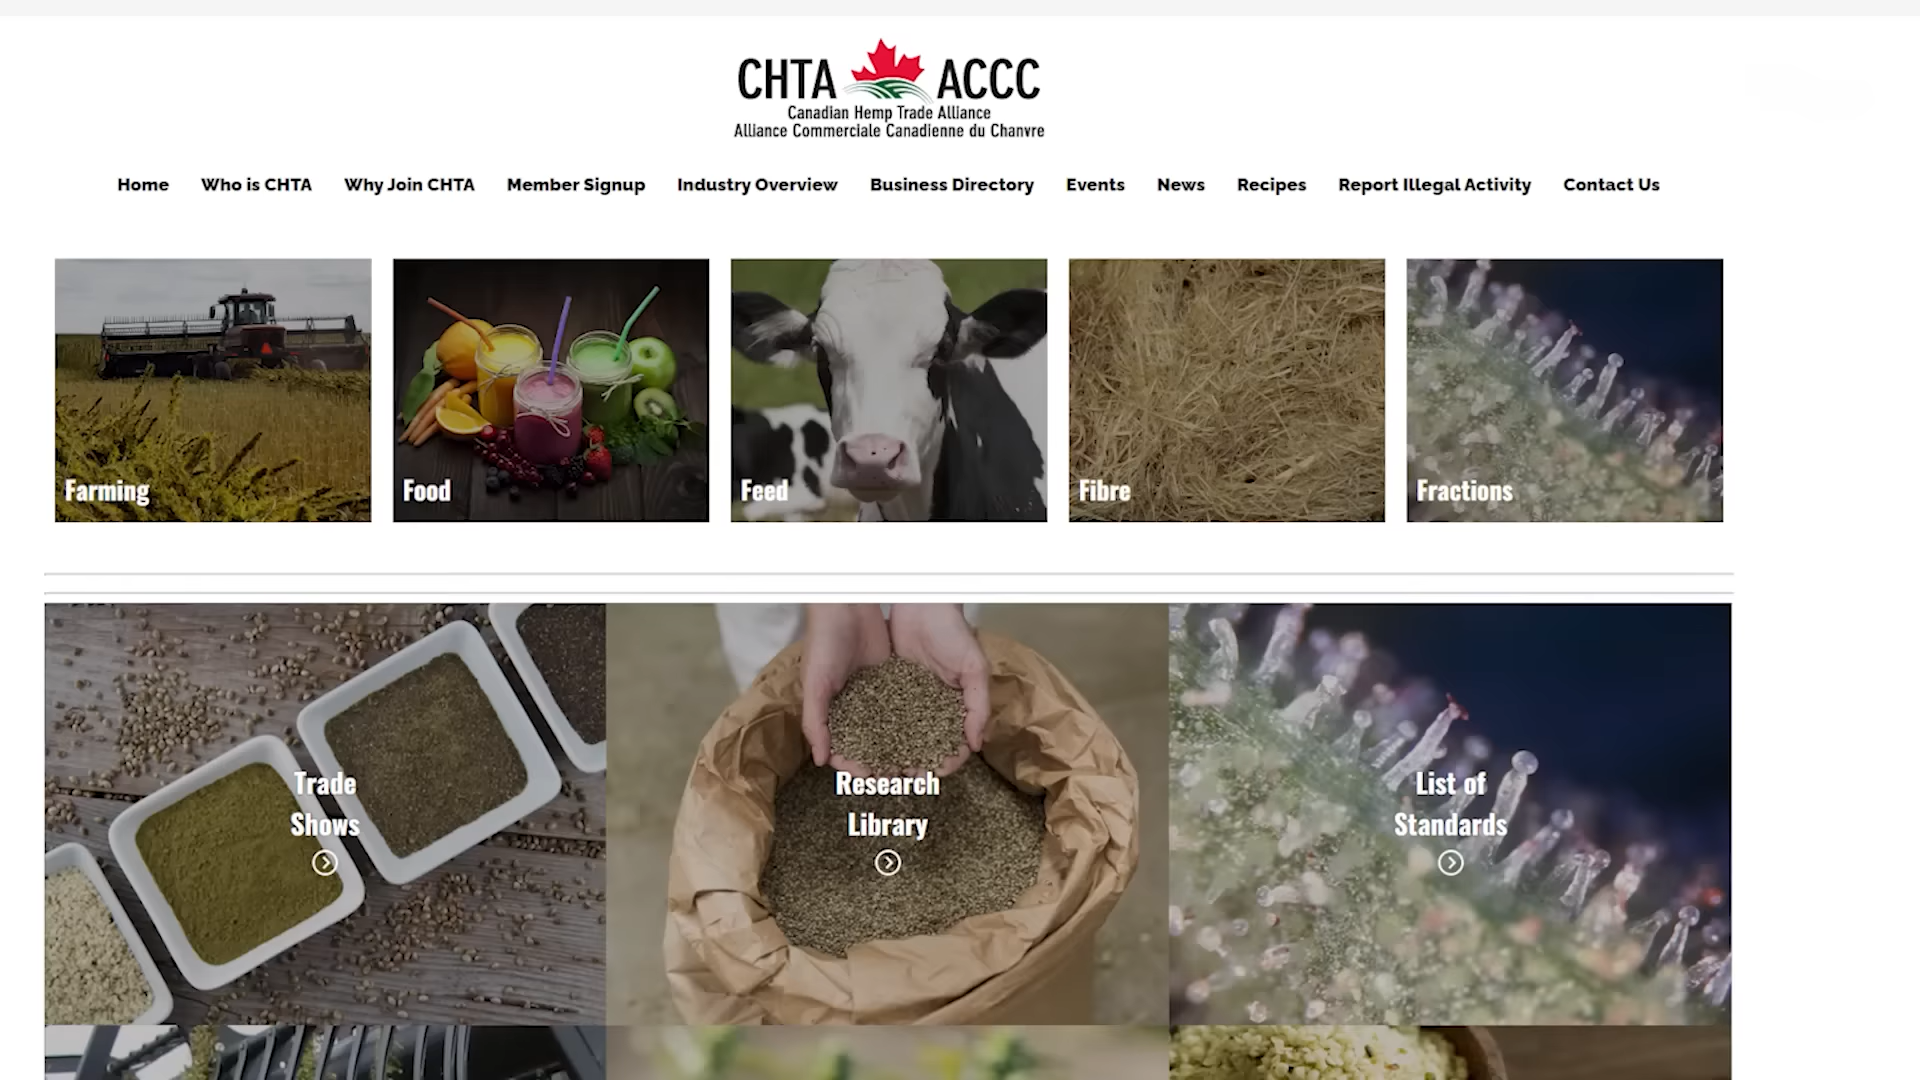 CHTA ACCC
Canadian Hemp Trade Alliance
Alliance Commerciale Canadienne du Chanvre
Home Who is CHTA Why Join CHTA Member Signup Industry Overview Business Directory Events News Recipes Report Illegal Activity Contact Us
Farming Food Feed Fibre Fractions
Trade
Shows
Research
Library
List of
Standards